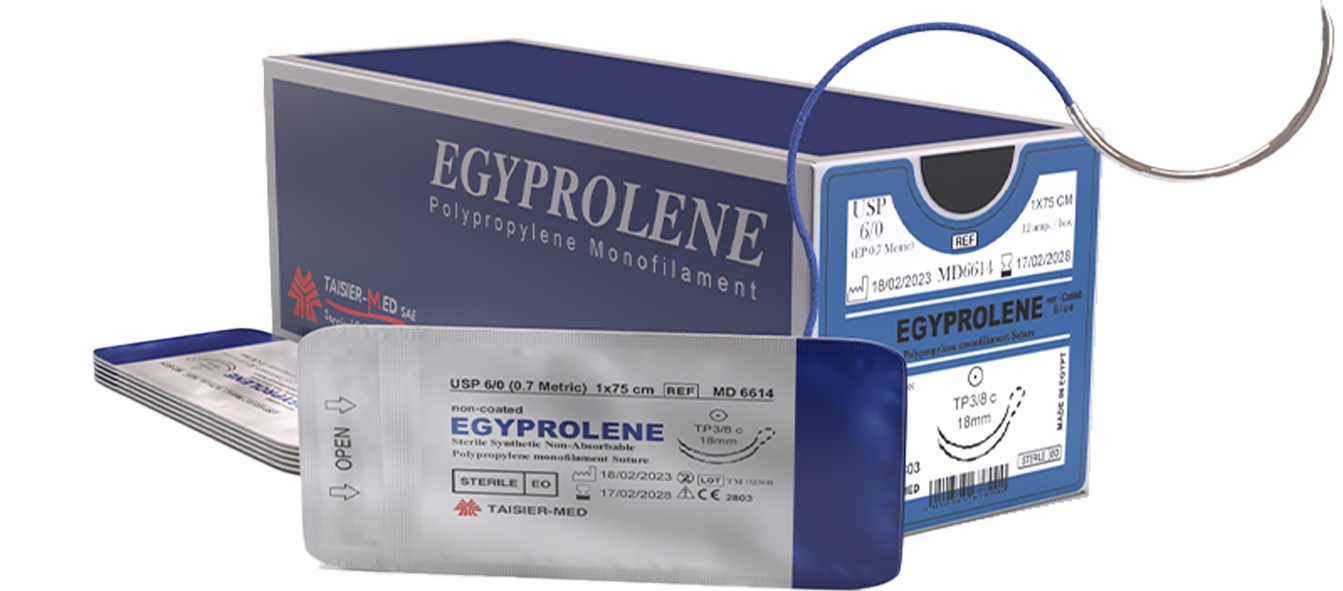 EGYPROLENE
Polypropylene Monofilament
TAISIER-MED SAE
USP
6/0
(EP 0.7 Metric)
1X75 CM
12 amp. / box
REF
18/02/2023 MD6614 17/02/2028
EGYPROLENE non - Coated
Blue
Polypropylene monofilament Suture
TP3/8 c
18mm
MADE IN EGYPT
STERILE EO
OPEN
USP 6/0 (0.7 Metric) 1x75 cm REF MD 6614
non-coated
EGYPROLENE
Sterile Synthetic Non-Absorbable
Polypropylene monofilament Suture
TP3/8 c
18mm
STERILE EO
18/02/2023 2 LOT TM 02308
17/02/2028 CE 2803
TAISIER-MED